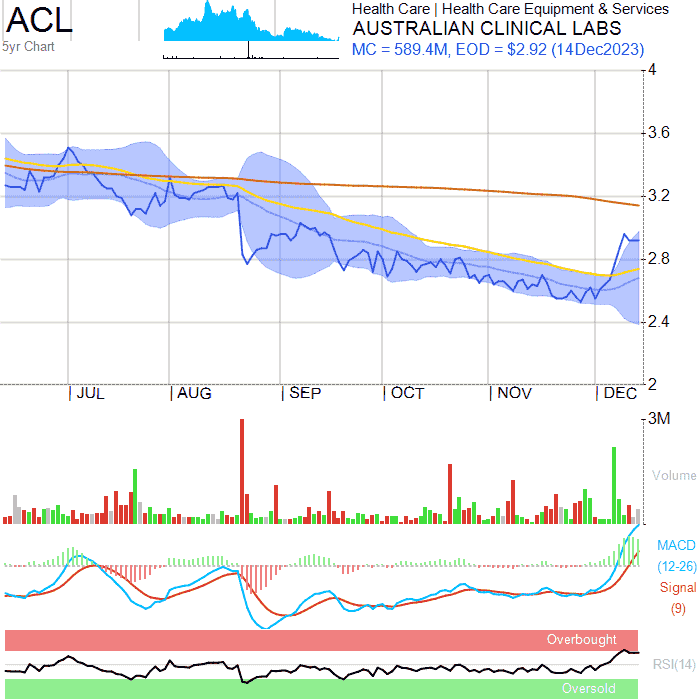 ACL
5yr Chart
Health Care | Health Care Equipment & Services
AUSTRALIAN CLINICAL LABS
MC = 589.4M, EOD = $2.92 (14Dec2023)
4
3.6
3.2
2.8
2.4
2
| JUL | AUG | SEP | OCT | NOV | DEC
3M
Volume
MACD
(12-26)
Signal
(9)
Overbought
RSI(14)
Oversold